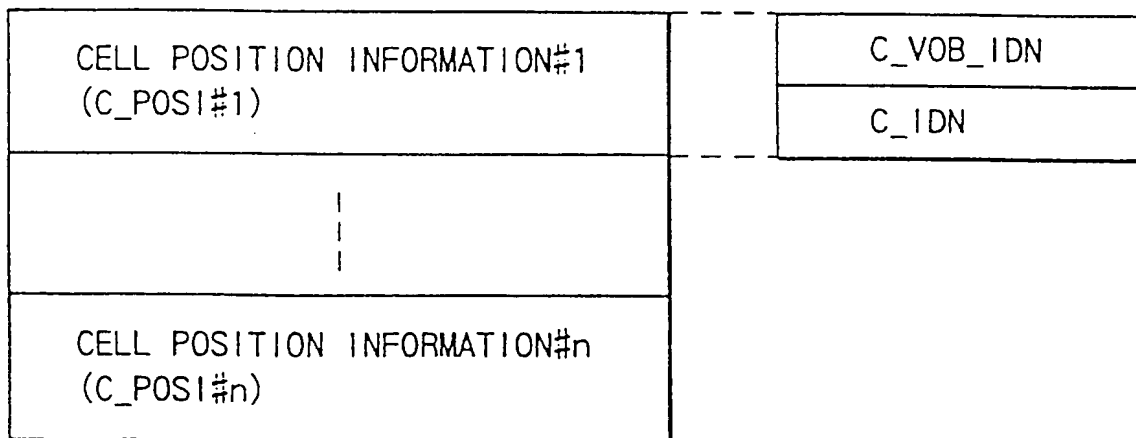 CELL POSITION INFORMATION#1
(C_POSI#1)
C_VOB_IDN
C_IDN
CELL POSITION INFORMATION#n
(C_POSI#n)